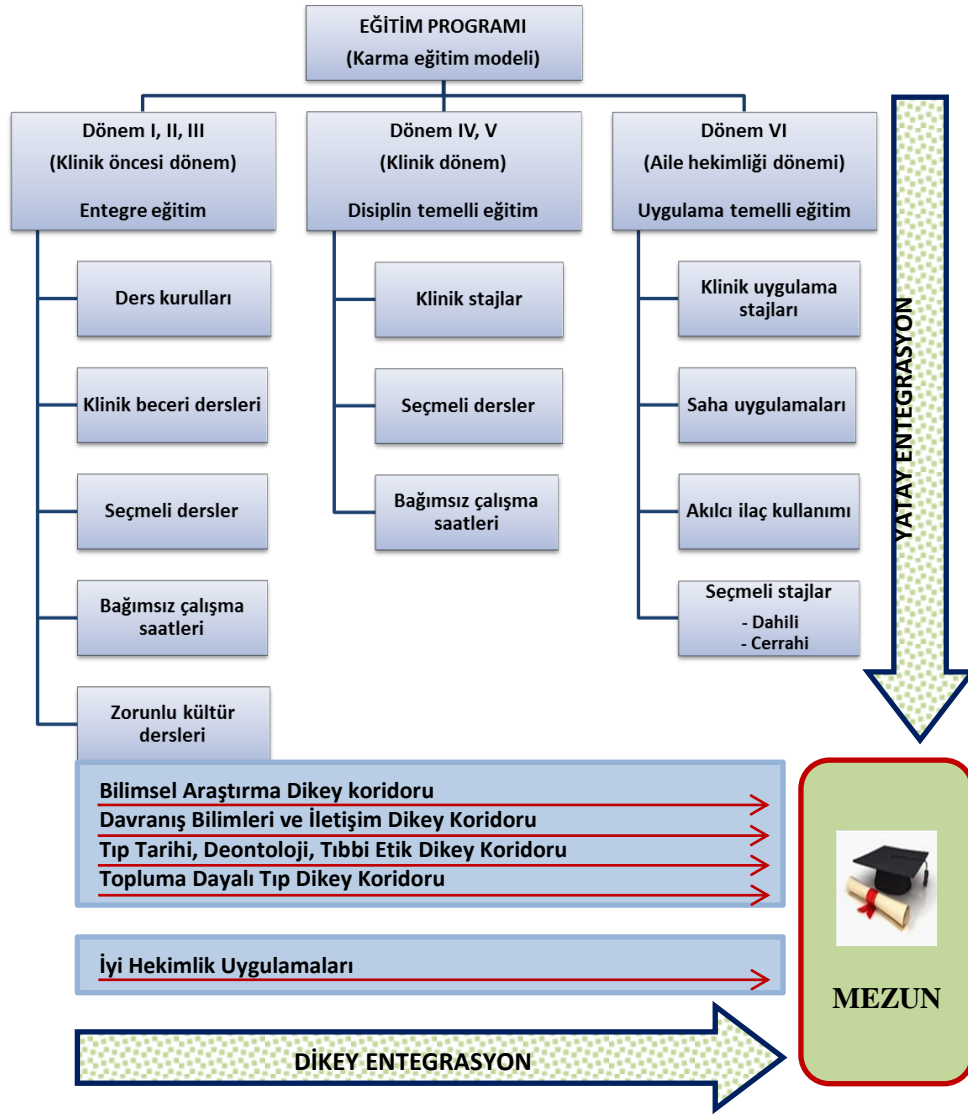 EĞİTİM PROGRAMI
(Karma eğitim modeli)
Dönem I, II, III
(Klinik öncesi dönem)
Entegre eğitim
Ders kurulları
Klinik beceri dersleri
Seçmeli dersler
Bağımsız çalışma
saatleri
Zorunlu kültür
dersleri
Dönem IV, V
(Klinik dönem)
Disiplin temelli eğitim
Klinik stajlar
Seçmeli dersler
Bağımsız çalışma
saatleri
Dönem VI
(Aile hekimliği dönemi)
Uygulama temelli eğitim
Klinik uygulama
stajları
Saha uygulamaları
Akılcı ilaç kullanımı
Seçmeli stajlar
- Dahili
- Cerrahi
YATAY ENTEGRASYON
Bilimsel Araştırma Dikey koridoru
Davranış Bilimleri ve İletişim Dikey Koridoru
Tıp Tarihi, Deontoloji, Tıbbi Etik Dikey Koridoru
Topluma Dayalı Tıp Dikey Koridoru
İyi Hekimlik Uygulamaları
DİKEY ENTEGRASYON
MEZUN